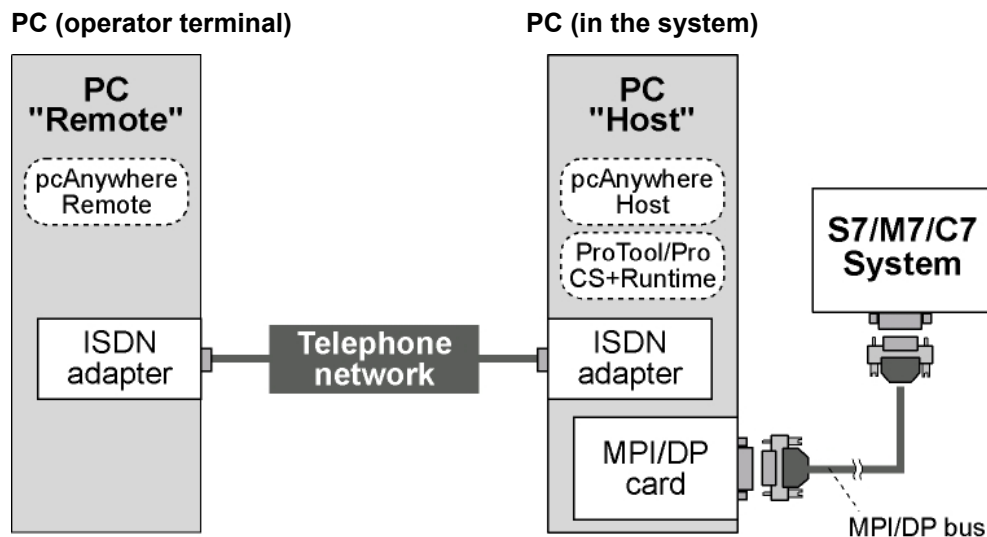 PC (operator terminal)
PC (in the system)
PC
"Remote"
pcAnywhere
Remote
ISDN
adapter
Telephone
network
PC
"Host"
pcAnywhere
Host
ProTool/Pro
CS+Runtime
ISDN
adapter
MPI/DP
card
S7/M7/C7
System
MPI/DP bus